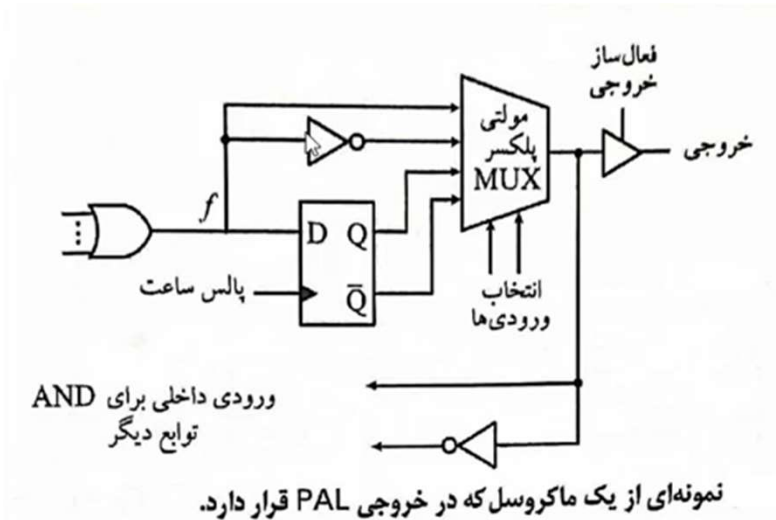 فعال‌ساز
خروجی
مولتی
پلکسر
MUX
خروجی
f
D Q
Q̅
پالس ساعت
انتخاب
ورودی‌ها
ورودی داخلی برای AND
توابع دیگر
نمونه‌ای از یک ماکروسل که در خروجی PAL قرار دارد.